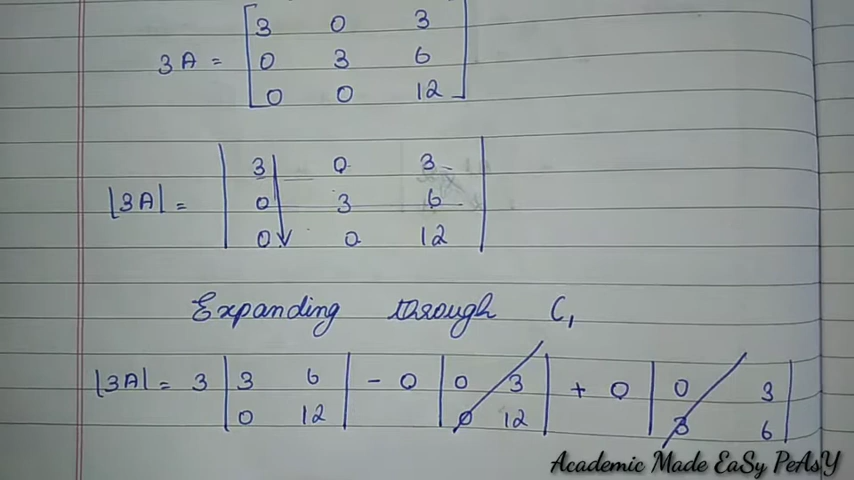 3A = [ 3 0 3
0 3 6
0 0 12 ]
|3A| = | 3 0 3
0 3 6
0 0 12 |
Expanding through C₁
|3A| = 3 | 3 6 | - 0 | 0 3 | + 0 | 0 3 |
| 0 12 | | 0 12 | | 3 6 |
Academic Made EaSy PeAsY